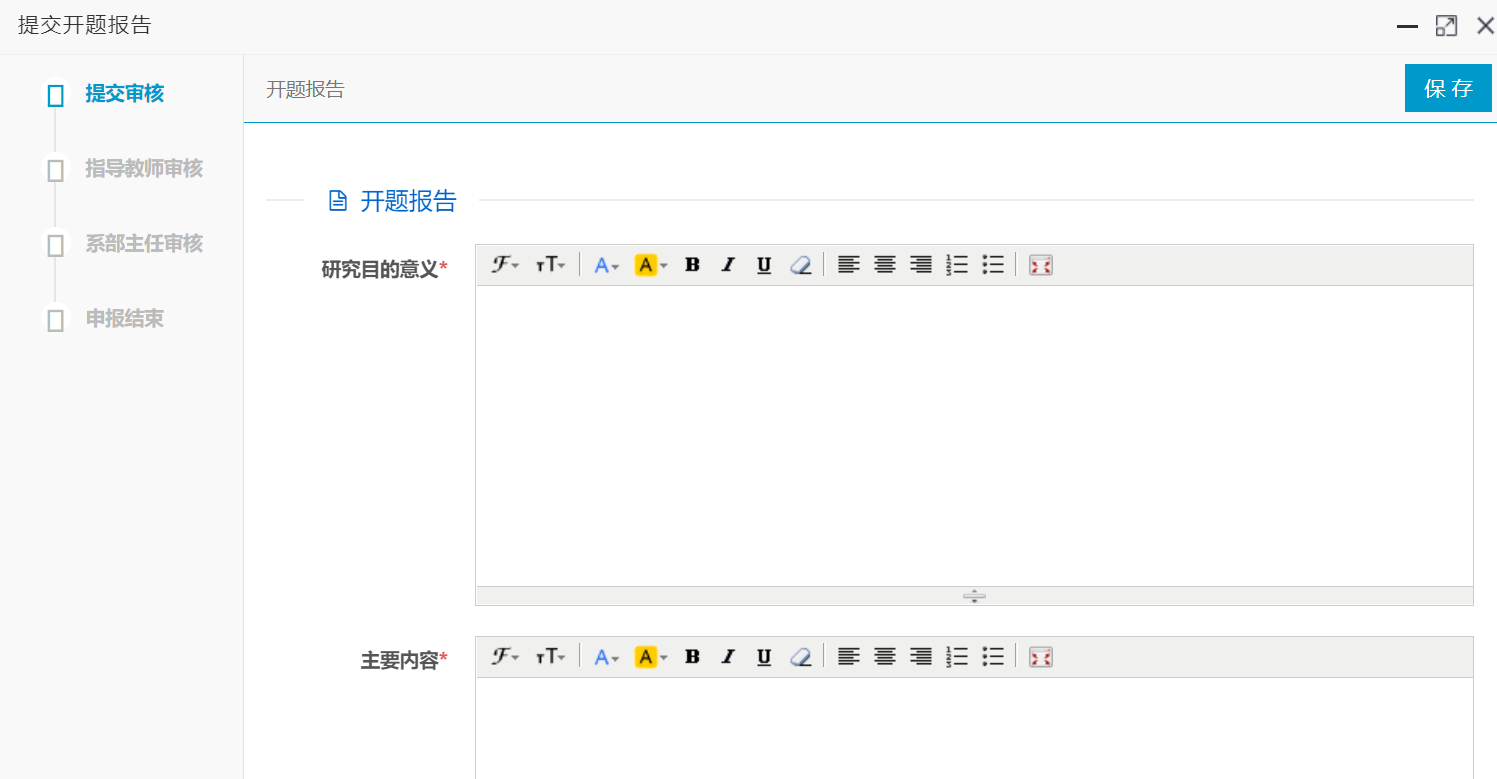 提交开题报告
提交审核
指导教师审核
系部主任审核
申报结束
开题报告
保 存
开题报告
研究目的意义*
主要内容*